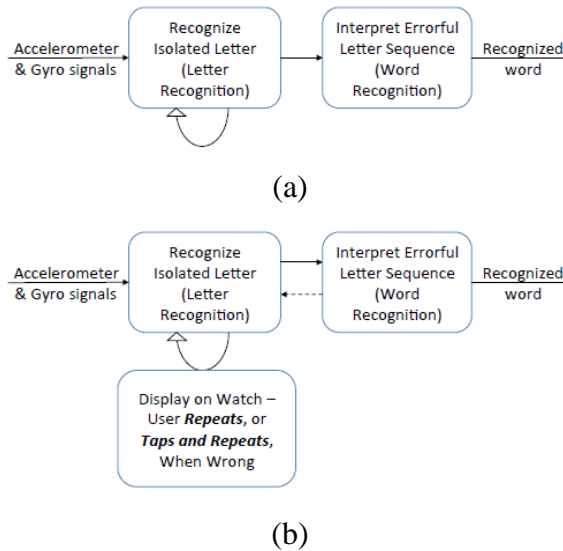 Accelerometer
& Gyro signals
Recognize
Isolated Letter
(Letter
Recognition)
Interpret Errorful
Letter Sequence
(Word
Recognition)
Recognized
word
(a)
Accelerometer
& Gyro signals
Recognize
Isolated Letter
(Letter
Recognition)
Interpret Errorful
Letter Sequence
(Word
Recognition)
Recognized
word
Display on Watch –
User Repeats, or
Taps and Repeats,
When Wrong
(b)